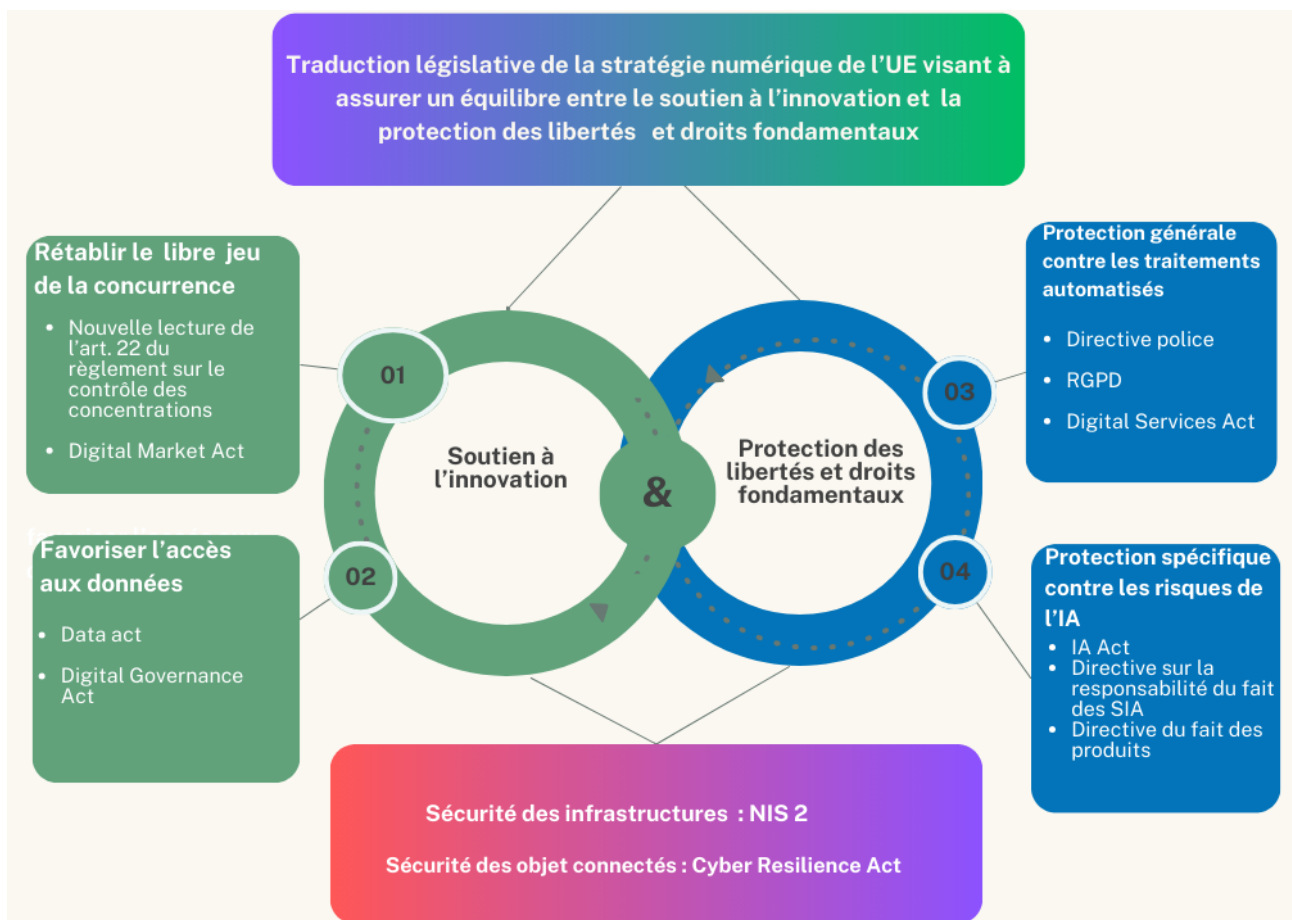 Traduction législative de la stratégie numérique de l'UE visant à
assurer un équilibre entre le soutien à l'innovation et la
protection des libertés et droits fondamentaux
Rétablir le libre jeu
de la concurrence
• Nouvelle lecture de
l'art. 22 du
règlement sur le
contrôle des
concentrations
• Digital Market Act
01
Favoriser l'accès
aux données
• Data act
• Digital Governance
Act
02
Soutien à
l'innovation
&
Protection des
libertés et droits
fondamentaux
03
Protection générale
contre les traitements
automatisés
• Directive police
• RGPD
• Digital Services Act
04
Protection spécifique
contre les risques de
l'IA
• IA Act
• Directive sur la
responsabilité du fait
des SIA
• Directive du fait des
produits
Sécurité des infrastructures : NIS 2
Sécurité des objet connectés : Cyber Resilience Act